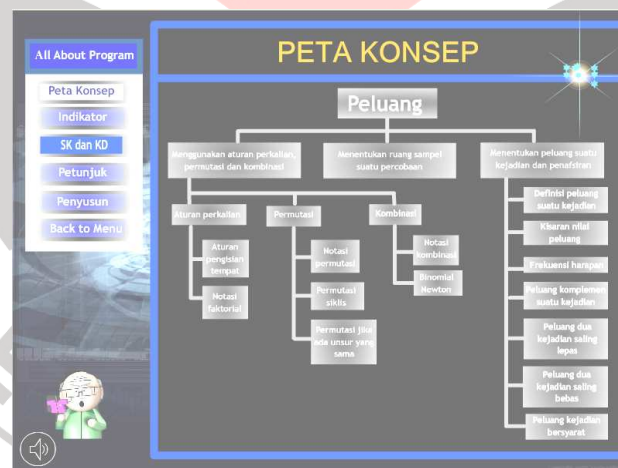 All About Program
Peta Konsep
Indikator
SK dan KD
Petunjuk
Penyusun
Back to Menu
PETA KONSEP
Peluang
Menggunakan aturan perkalian,
permutasi dan kombinasi
Menentukan ruang sampel
suatu percobaan
Menentukan peluang suatu
kejadian dan penafsiran
Aturan perkalian
Aturan
pengisian
tempat
Notasi
faktorial
Permutasi
Notasi
permutasi
Permutasi
siklis
Permutasi jika
ada unsur yang
sama
Kombinasi
Notasi
kombinasi
Binomial
Newton
Definisi peluang
suatu kejadian
Kisaran nilai
peluang
Frekuensi harapan
Peluang komplemen
suatu kejadian
Peluang dua
kejadian saling
lepas
Peluang dua
kejadian saling
bebas
Peluang kejadian
bersyarat